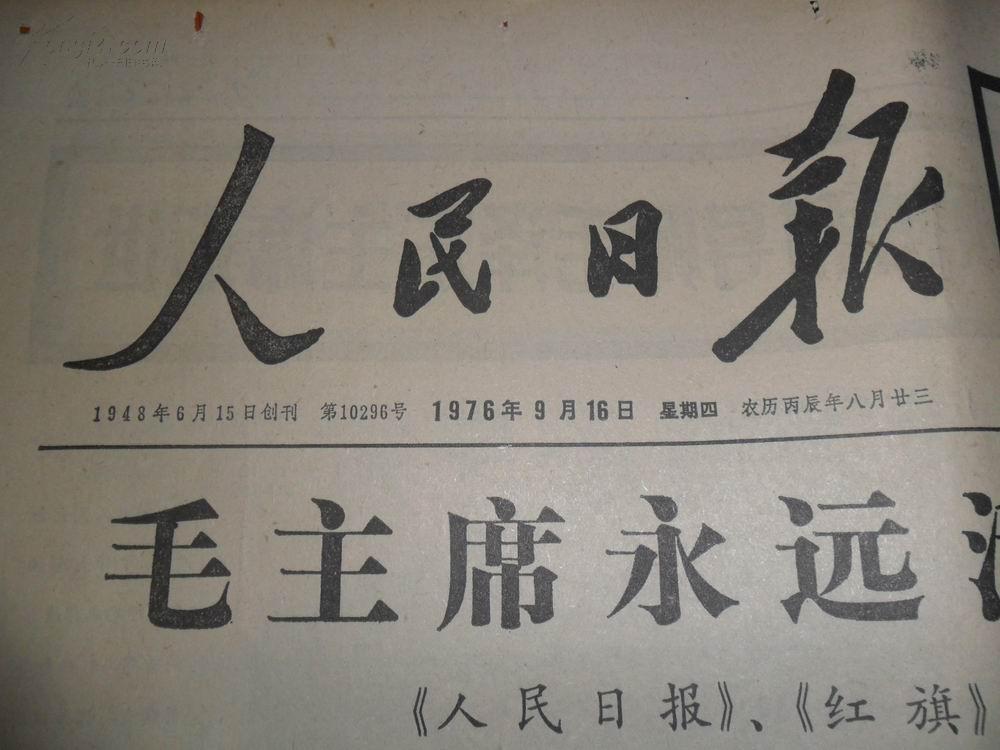 人民日報
1948年6月15日创刊 第10296号 1976年9月16日 星期四 农历丙辰年八月廿三
毛主席永远
《人民日报》、《红旗》